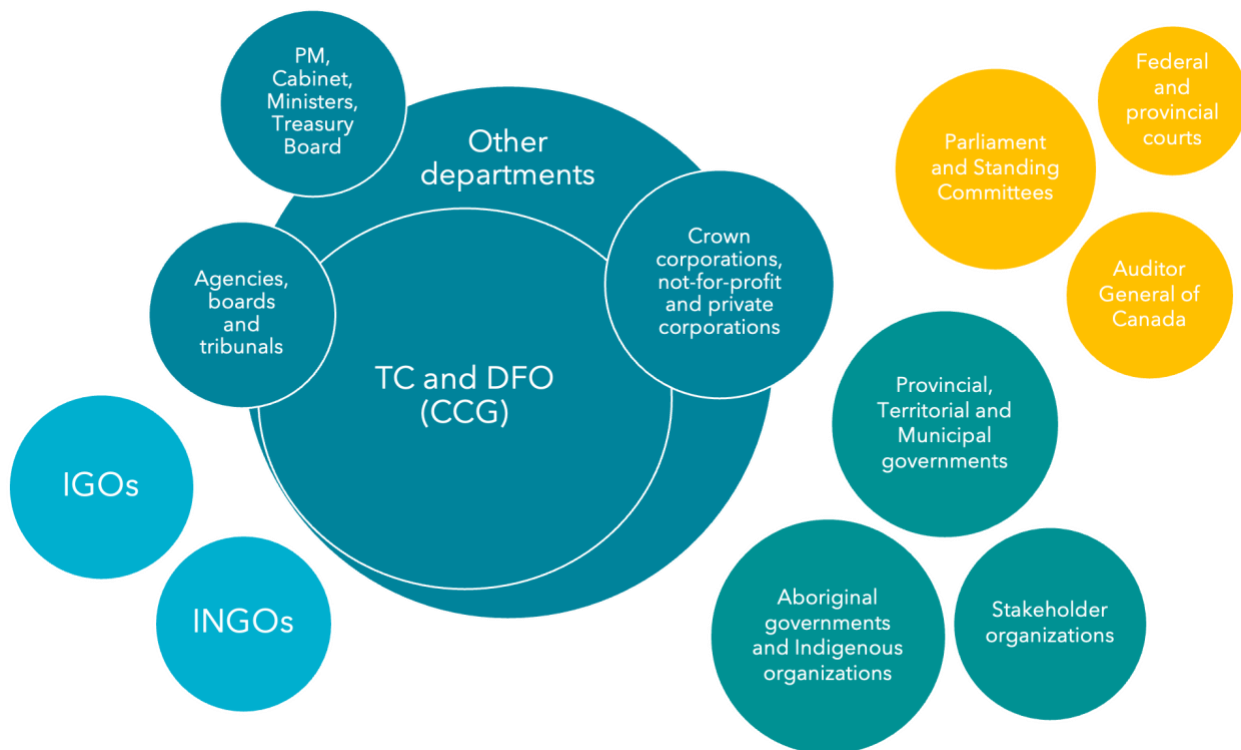 PM,
Cabinet,
Ministers,
Treasury
Board
Other
departments
Agencies,
boards
and
tribunals
Crown
corporations,
not-for-profit
and private
corporations
TC and DFO
(CCG)
IGOs
INGOs
Federal
and
provincial
courts
Parliament
and Standing
Committees
Auditor
General of
Canada
Provincial,
Territorial and
Municipal
governments
Aboriginal
governments
and Indigenous
organizations
Stakeholder
organizations